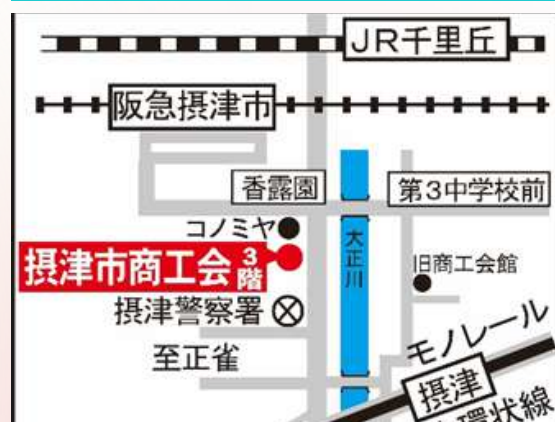 JR千里丘
阪急摂津市
香露園
第3中学校前
コノミヤ
摂津市商工会3階
大正川
旧商工会館
摂津警察署
至正雀
モノレール
摂津
環状線